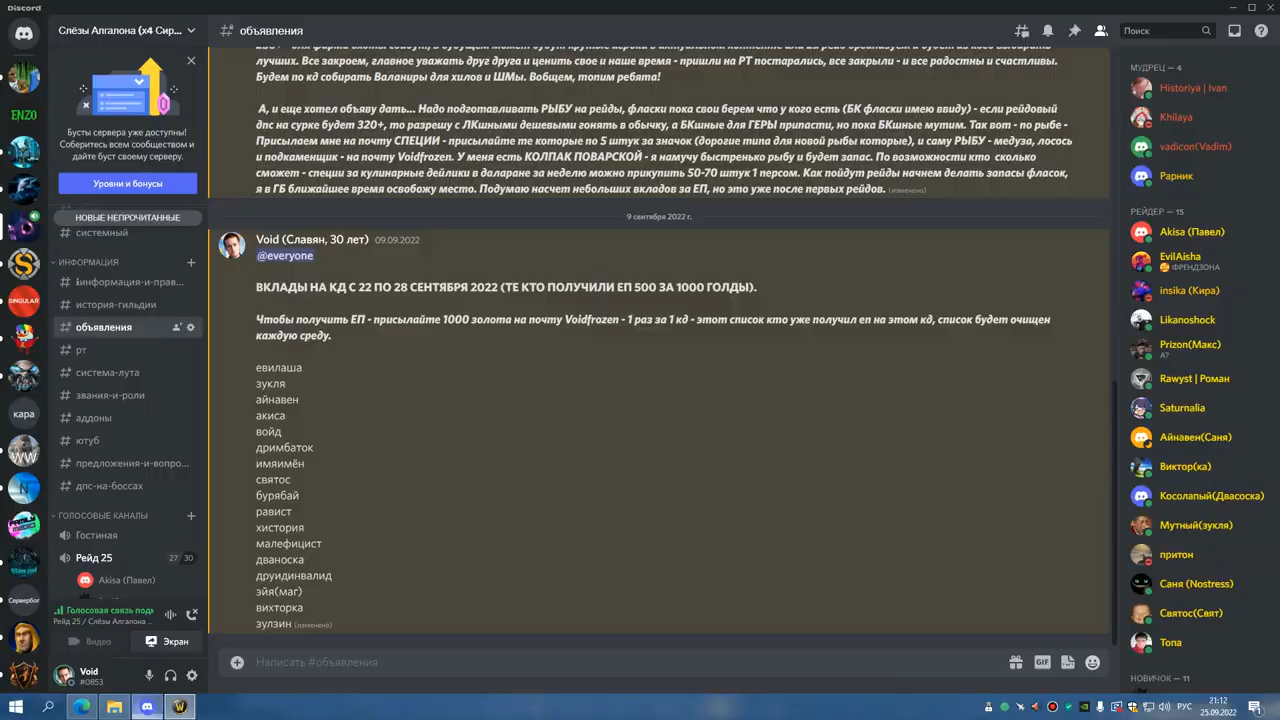 Discord
Слёзы Алгалона (x4 Сир...
объявления
Поиск
Бусты сервера уже доступны!
Соберитесь всем сообществом и
дайте буст своему серверу.
Уровни и бонусы
НОВЫЕ НЕПРОЧИТАННЫЕ
системный
ИНФОРМАЦИЯ
информация-и-прав...
история-гильдии
объявления
рт
система-лута
звания-и-роли
аддоны
ютуб
предложения-и-вопро...
дпс-на-боссах
ГОЛОСОВЫЕ КАНАЛЫ
Гостиная
Рейд 25
27 30
Akisa (Павел)
Голосовая связь подк
Рейд 25 / Слёзы Алгалона ...
Видео
Экран
Void
#0853
ENZO
SINGULAR
кара
WW
Сервербот
лучших. Все закроем, главное уважать друг друга и ценить свое и наше время - пришли на РТ постарались, все закрыли - и все радостны и счастливы.
Будем по кд собирать Валаниры для хилов и ШМы. Вобщем, топим ребята!
А, и еще хотел объяву дать... Надо подготавливать РЫБУ на рейды, фласки пока свои берем что у кого есть (БК фласки имею ввиду) - если рейдовый
дпс на сурке будет 320+, то разрешу с ЛКшными дешевыми гонять в обычку, а БКшные для ГЕРЫ припасти, но пока БКшные мутим. Так вот - по рыбе -
Присылаем мне на почту СПЕЦИИ - присылайте те которые по 5 штук за значок (дорогие типа для новой рыбы которые), и саму РЫБУ - медуза, лосось
и подкаменщик - на почту Voidfrozen. У меня есть КОЛПАК ПОВАРСКОЙ - я намучу быстренько рыбу и будет запас. По возможности кто сколько
сможет - специи за кулинарные дейлики в даларане за неделю можно прикупить 50-70 штук 1 персом. Как пойдут рейды начнем делать запасы фласок,
я в ГБ ближайшее время освобожу место. Подумаю насчет небольших вкладов за ЕП, но это уже после первых рейдов. (изменено)
9 сентября 2022 г.
Void (Славян, 30 лет) 09.09.2022
@everyone
ВКЛАДЫ НА КД С 22 ПО 28 СЕНТЯБРЯ 2022 (ТЕ КТО ПОЛУЧИЛИ ЕП 500 ЗА 1000 ГОЛДЫ).
Чтобы получить ЕП - присылайте 1000 золота на почту Voidfrozen - 1 раз за 1 кд - этот список кто уже получил еп на этом кд, список будет очищен
каждую среду.
евилаша
зукля
айнавен
акиса
войд
дримбаток
имяимён
святос
бурябай
равист
хистория
малефицист
дваноска
друидинвалид
эйя(маг)
вихторка
зулзин (изменено)
Написать #объявления
GIF
МУДРЕЦ — 4
Historiya | Ivan
Khilaya
vadicon(Vadim)
Рарник
РЕЙДЕР — 15
Akisa (Павел)
EvilAisha
ФРЕНДЗОНА
insika (Кира)
Likanoshock
Prizon(Макс)
A?
Rawyst | Роман
Saturnalia
Айнавен(Саня)
Виктор(ка)
Косолапый(Двасоска)
Мутный(зукля)
притон
Саня (Nostress)
Святос(Свят)
Топа
НОВИЧОК — 11
РУС
21:12
25.09.2022